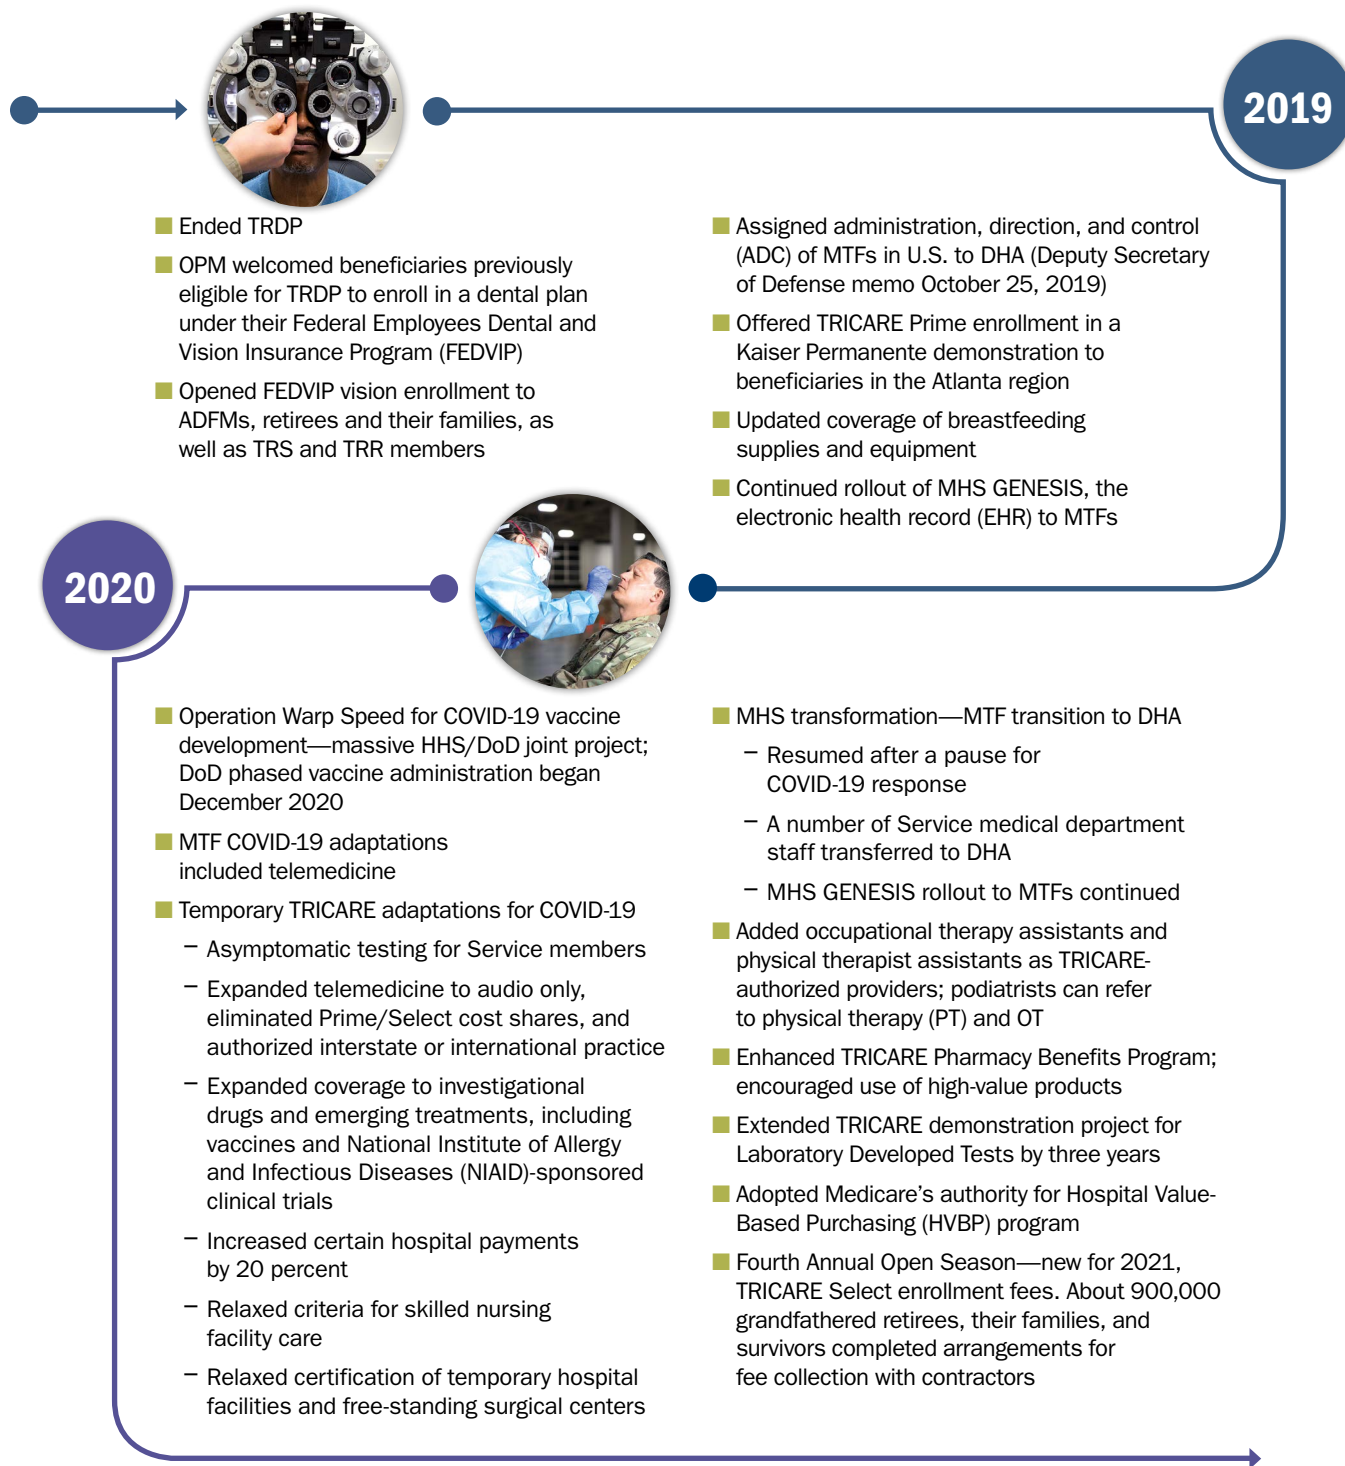 2019
■ Ended TRDP
■ OPM welcomed beneficiaries previously
eligible for TRDP to enroll in a dental plan
under their Federal Employees Dental and
Vision Insurance Program (FEDVIP)
■ Opened FEDVIP vision enrollment to
ADFMs, retirees and their families, as
well as TRS and TRR members
■ Assigned administration, direction, and control
(ADC) of MTFs in U.S. to DHA (Deputy Secretary
of Defense memo October 25, 2019)
■ Offered TRICARE Prime enrollment in a
Kaiser Permanente demonstration to
beneficiaries in the Atlanta region
■ Updated coverage of breastfeeding
supplies and equipment
■ Continued rollout of MHS GENESIS, the
electronic health record (EHR) to MTFs
2020
■ Operation Warp Speed for COVID-19 vaccine
development—massive HHS/DoD joint project;
DoD phased vaccine administration began
December 2020
■ MTF COVID-19 adaptations
included telemedicine
■ Temporary TRICARE adaptations for COVID-19
– Asymptomatic testing for Service members
– Expanded telemedicine to audio only,
eliminated Prime/Select cost shares, and
authorized interstate or international practice
– Expanded coverage to investigational
drugs and emerging treatments, including
vaccines and National Institute of Allergy
and Infectious Diseases (NIAID)-sponsored
clinical trials
– Increased certain hospital payments
by 20 percent
– Relaxed criteria for skilled nursing
facility care
– Relaxed certification of temporary hospital
facilities and free-standing surgical centers
■ MHS transformation—MTF transition to DHA
– Resumed after a pause for
COVID-19 response
– A number of Service medical department
staff transferred to DHA
– MHS GENESIS rollout to MTFs continued
■ Added occupational therapy assistants and
physical therapist assistants as TRICARE-
authorized providers; podiatrists can refer
to physical therapy (PT) and OT
■ Enhanced TRICARE Pharmacy Benefits Program;
encouraged use of high-value products
■ Extended TRICARE demonstration project for
Laboratory Developed Tests by three years
■ Adopted Medicare’s authority for Hospital Value-
Based Purchasing (HVBP) program
■ Fourth Annual Open Season—new for 2021,
TRICARE Select enrollment fees. About 900,000
grandfathered retirees, their families, and
survivors completed arrangements for
fee collection with contractors